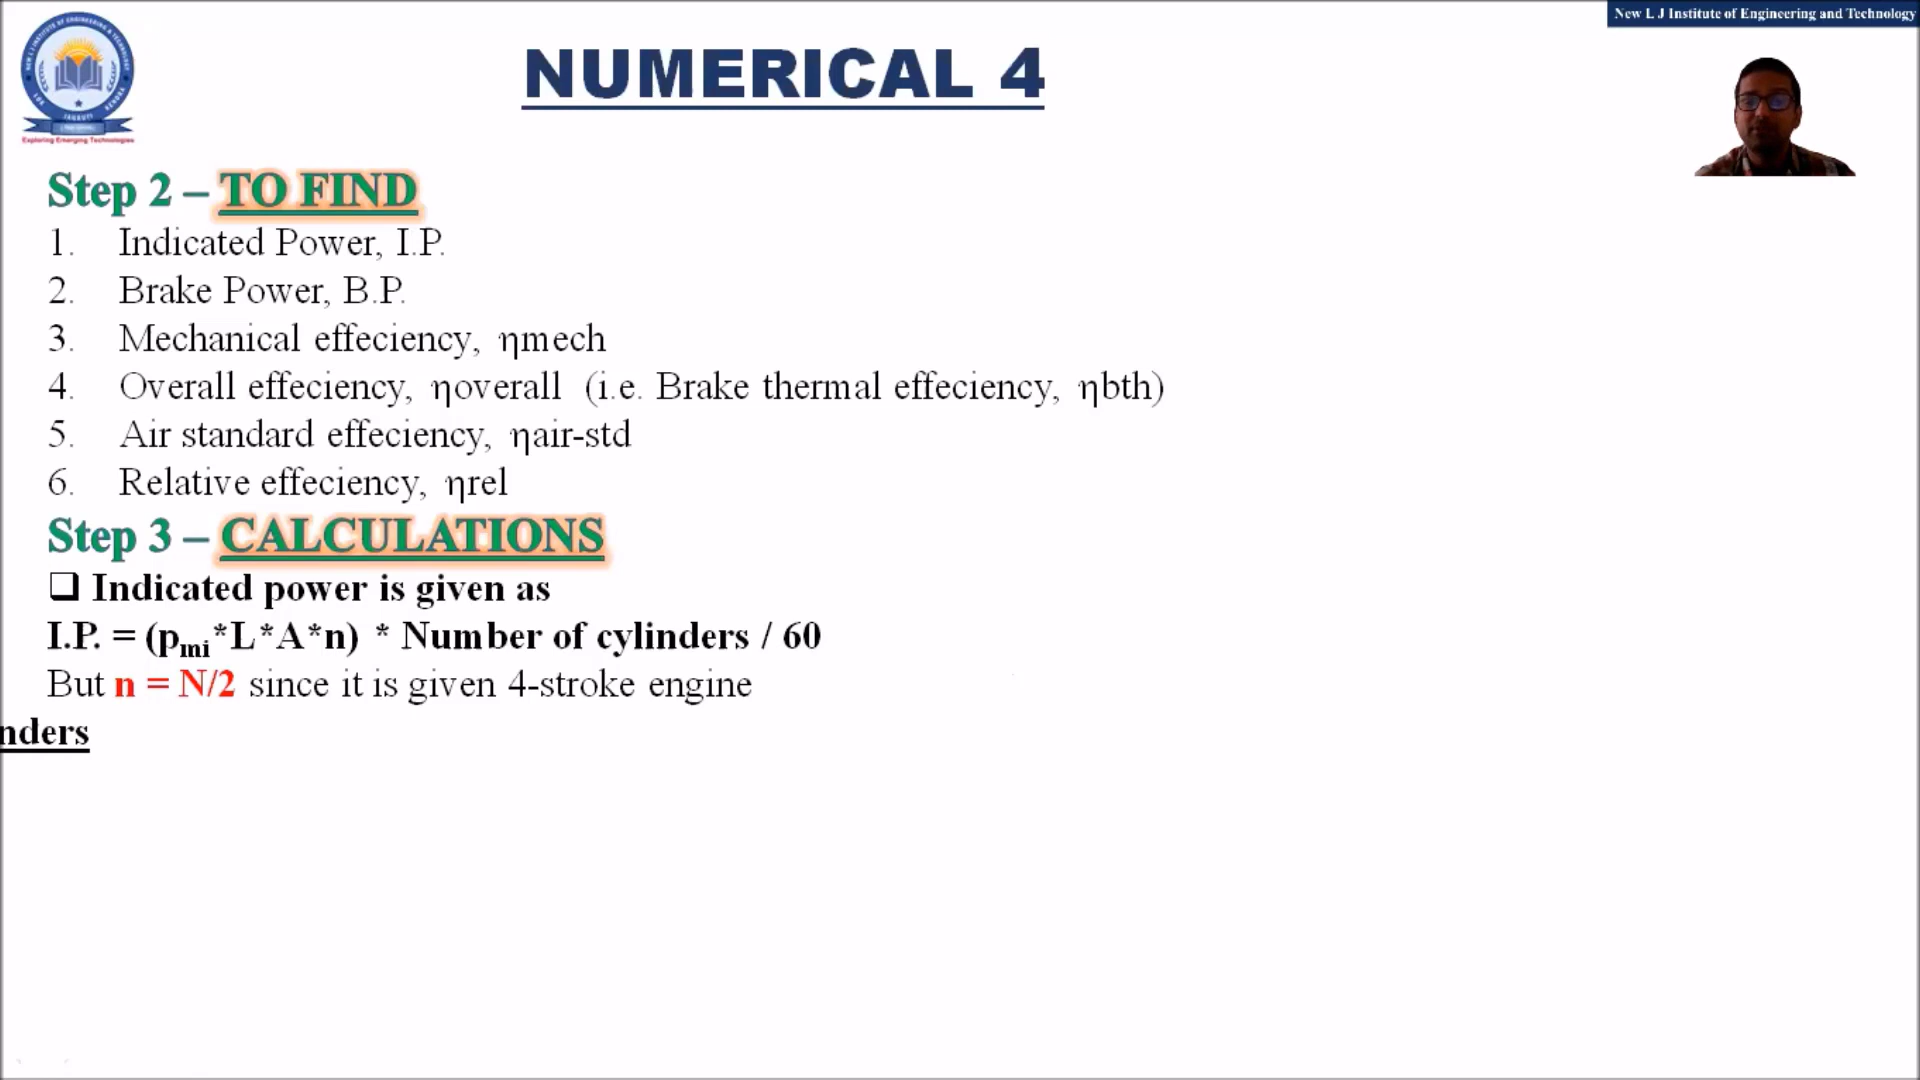 New L J Institute of Engineering and Technology
NUMERICAL 4
Exploring Emerging Technologies
Step 2 – TO FIND
1. Indicated Power, I.P.
2. Brake Power, B.P.
3. Mechanical effeciency, ηmech
4. Overall effeciency, ηoverall (i.e. Brake thermal effeciency, ηbth)
5. Air standard effeciency, ηair-std
6. Relative effeciency, ηrel
Step 3 – CALCULATIONS
❑ Indicated power is given as
I.P. = (pmi*L*A*n) * Number of cylinders / 60
But n = N/2 since it is given 4-stroke engine
nders